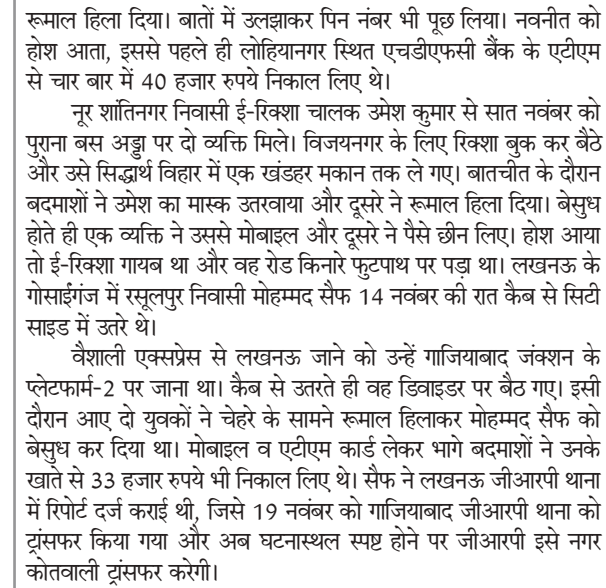 रूमाल हिला दिया। बातों में उलझाकर पिन नंबर भी पूछ लिया। नवनीत को
होश आता, इससे पहले ही लोहियानगर स्थित एचडीएफसी बैंक के एटीएम
से चार बार में 40 हजार रुपये निकाल लिए थे।
नूर शांतिनगर निवासी ई-रिक्शा चालक उमेश कुमार से सात नवंबर को
पुराना बस अड्डा पर दो व्यक्ति मिले। विजयनगर के लिए रिक्शा बुक कर बैठे
और उसे सिद्धार्थ विहार में एक खंडहर मकान तक ले गए। बातचीत के दौरान
बदमाशों ने उमेश का मास्क उतरवाया और दूसरे ने रूमाल हिला दिया। बेसुध
होते ही एक व्यक्ति ने उससे मोबाइल और दूसरे ने पैसे छीन लिए। होश आया
तो ई-रिक्शा गायब था और वह रोड किनारे फुटपाथ पर पड़ा था। लखनऊ के
गोसाईंगंज में रसूलपुर निवासी मोहम्मद सैफ 14 नवंबर की रात कैब से सिटी
साइड में उतरे थे।
वैशाली एक्सप्रेस से लखनऊ जाने को उन्हें गाजियाबाद जंक्शन के
प्लेटफार्म-2 पर जाना था। कैब से उतरते ही वह डिवाइडर पर बैठ गए। इसी
दौरान आए दो युवकों ने चेहरे के सामने रूमाल हिलाकर मोहम्मद सैफ को
बेसुध कर दिया था। मोबाइल व एटीएम कार्ड लेकर भागे बदमाशों ने उनके
खाते से 33 हजार रुपये भी निकाल लिए थे। सैफ ने लखनऊ जीआरपी थाना
में रिपोर्ट दर्ज कराई थी, जिसे 19 नवंबर को गाजियाबाद जीआरपी थाना को
ट्रांसफर किया गया और अब घटनास्थल स्पष्ट होने पर जीआरपी इसे नगर
कोतवाली ट्रांसफर करेगी।